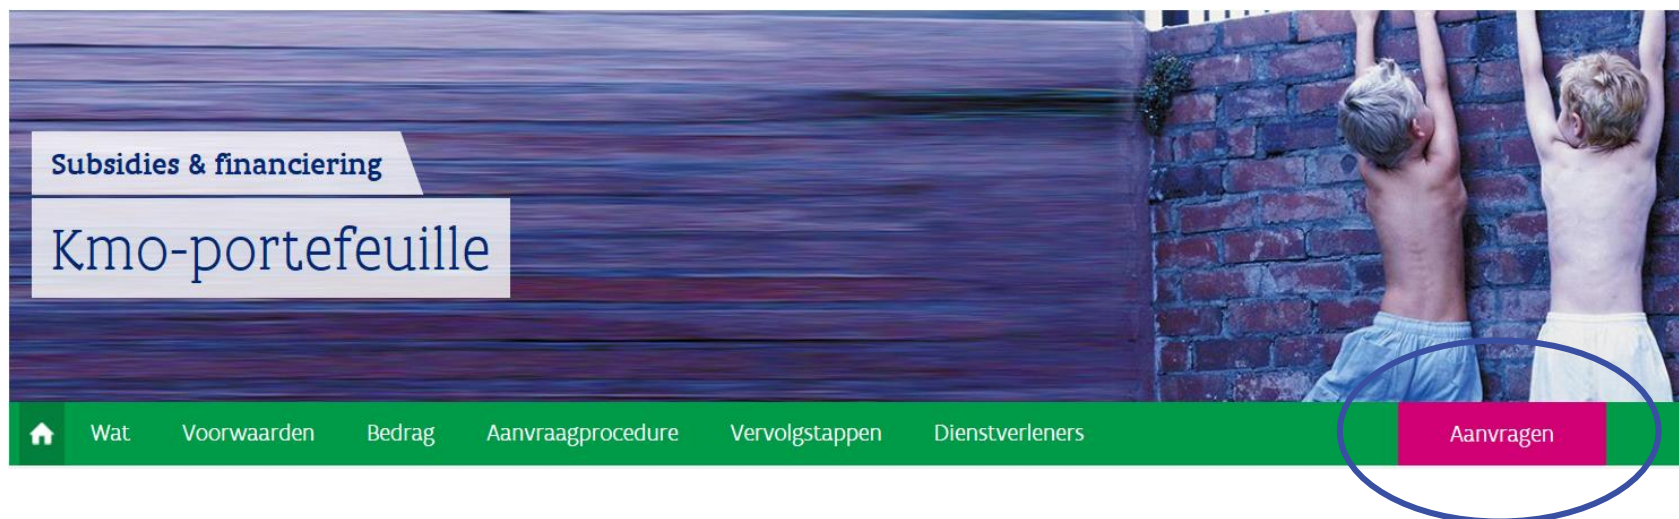 Subsidies & financiering
Kmo-portefeuille
Wat Voorwaarden Bedrag Aanvraagprocedure Vervolgstappen Dienstverleners Aanvragen